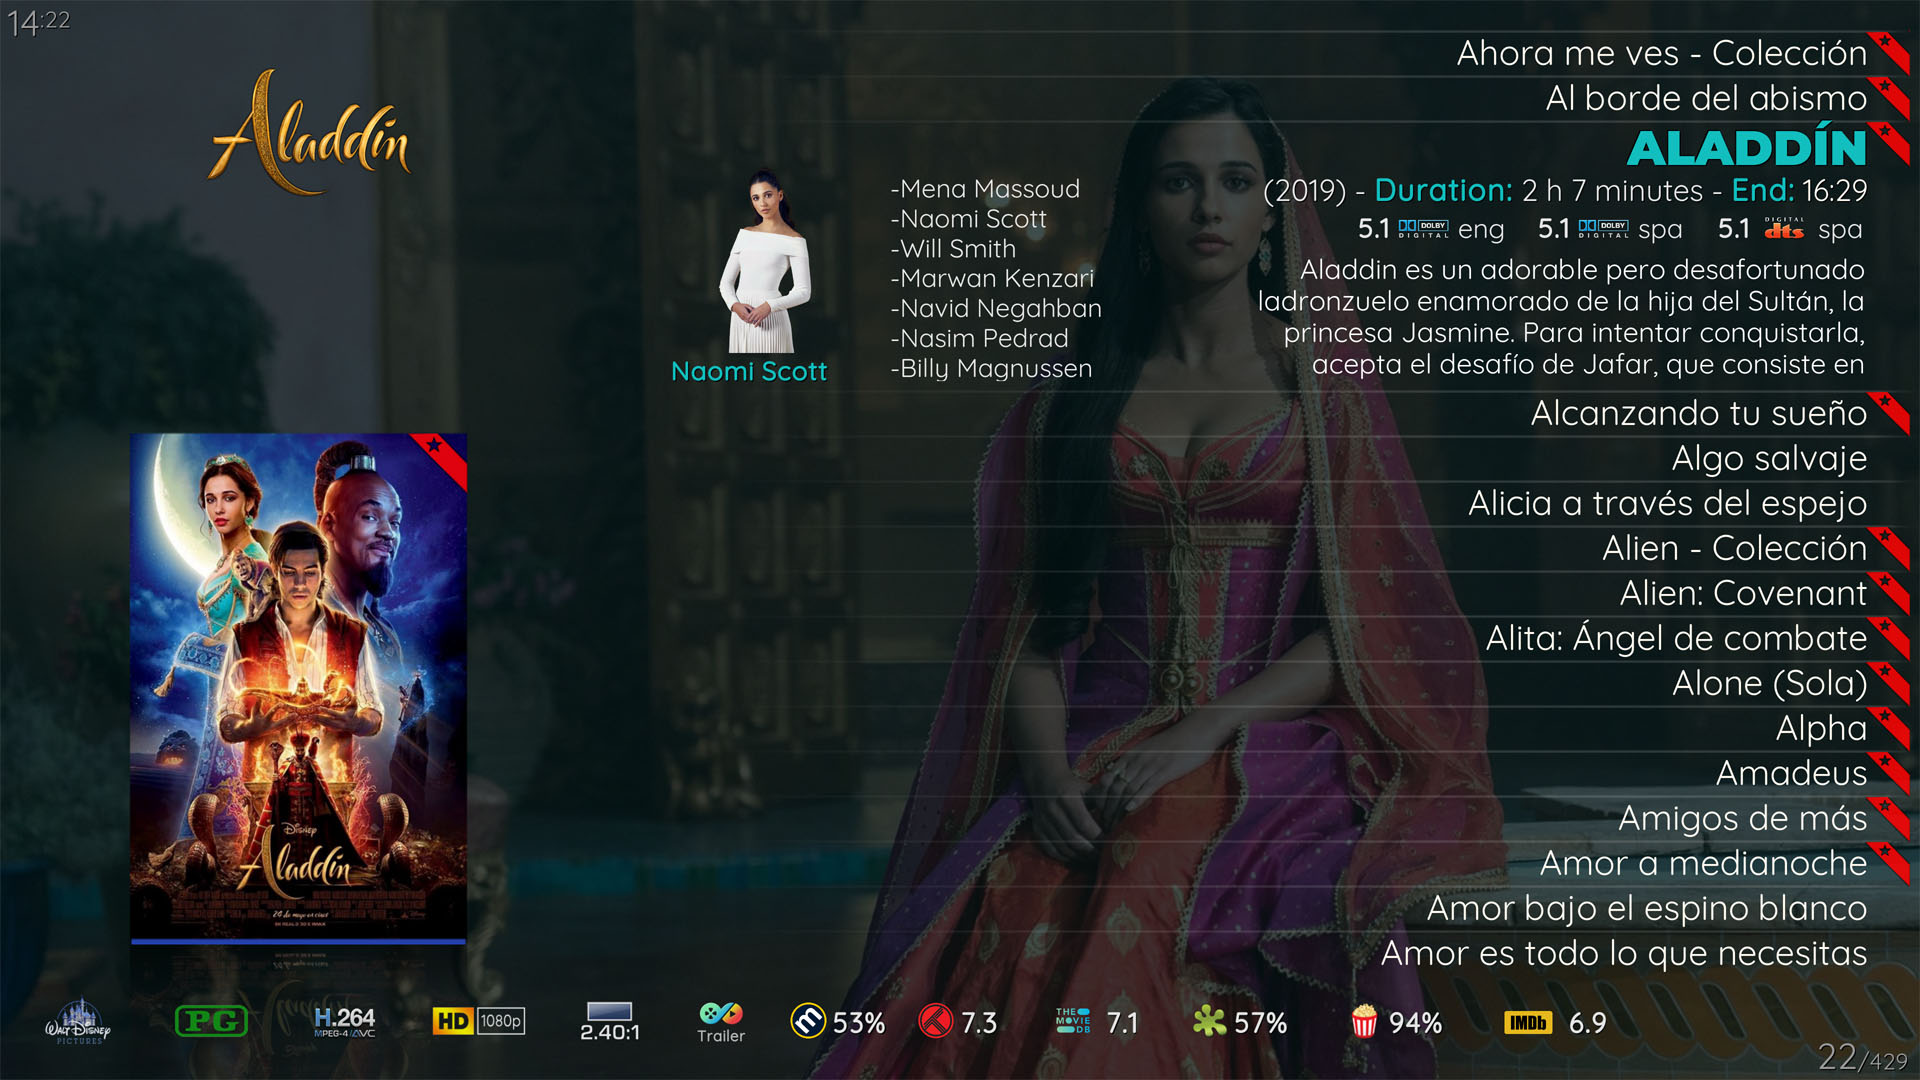 14:22
Aladdin
Ahora me ves - Colección
Al borde del abismo
ALADDÍN
(2019) - Duration: 2 h 7 minutes - End: 16:29
5.1 DOLBY DIGITAL eng 5.1 DOLBY DIGITAL spa 5.1 DIGITAL dts spa
Aladdin es un adorable pero desafortunado
ladronzuelo enamorado de la hija del Sultán, la
princesa Jasmine. Para intentar conquistarla,
acepta el desafío de Jafar, que consiste en
-Mena Massoud
-Naomi Scott
-Will Smith
-Marwan Kenzari
-Navid Negahban
-Nasim Pedrad
-Billy Magnussen
Naomi Scott
Alcanzando tu sueño
Algo salvaje
Alicia a través del espejo
Alien - Colección
Alien: Covenant
Alita: Ángel de combate
Alone (Sola)
Alpha
Amadeus
Amigos de más
Amor a medianoche
Amor bajo el espino blanco
Amor es todo lo que necesitas
Disney
Aladdin
24 de mayo en cines
WALT DISNEY
PICTURES
PG
H.264
MPEG-4/AVC
HD 1080p
2.40:1
Trailer
m 53%
7.3
THE MOVIE DB 7.1
57%
94%
IMDb 6.9
22/429